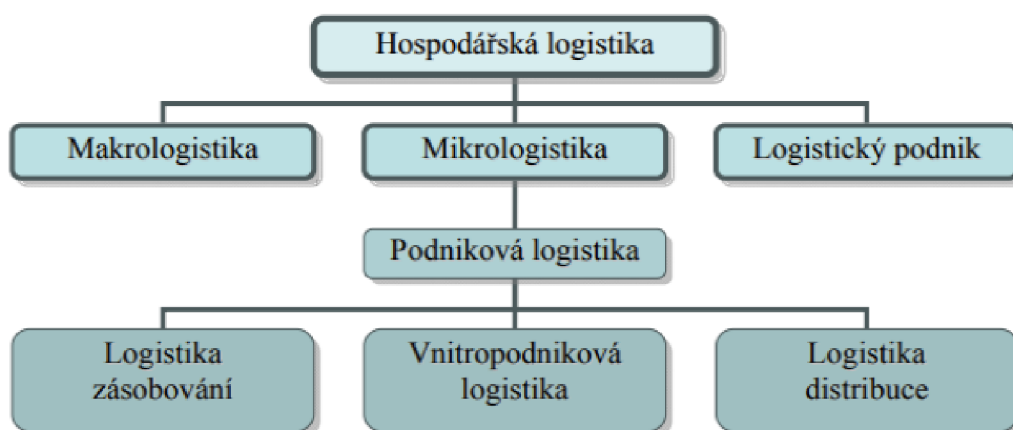 Hospodářská logistika
Makrologistika
Mikrologistika
Logistický podnik
Podniková logistika
Logistika
zásobování
Vnitropodniková
logistika
Logistika
distribuce